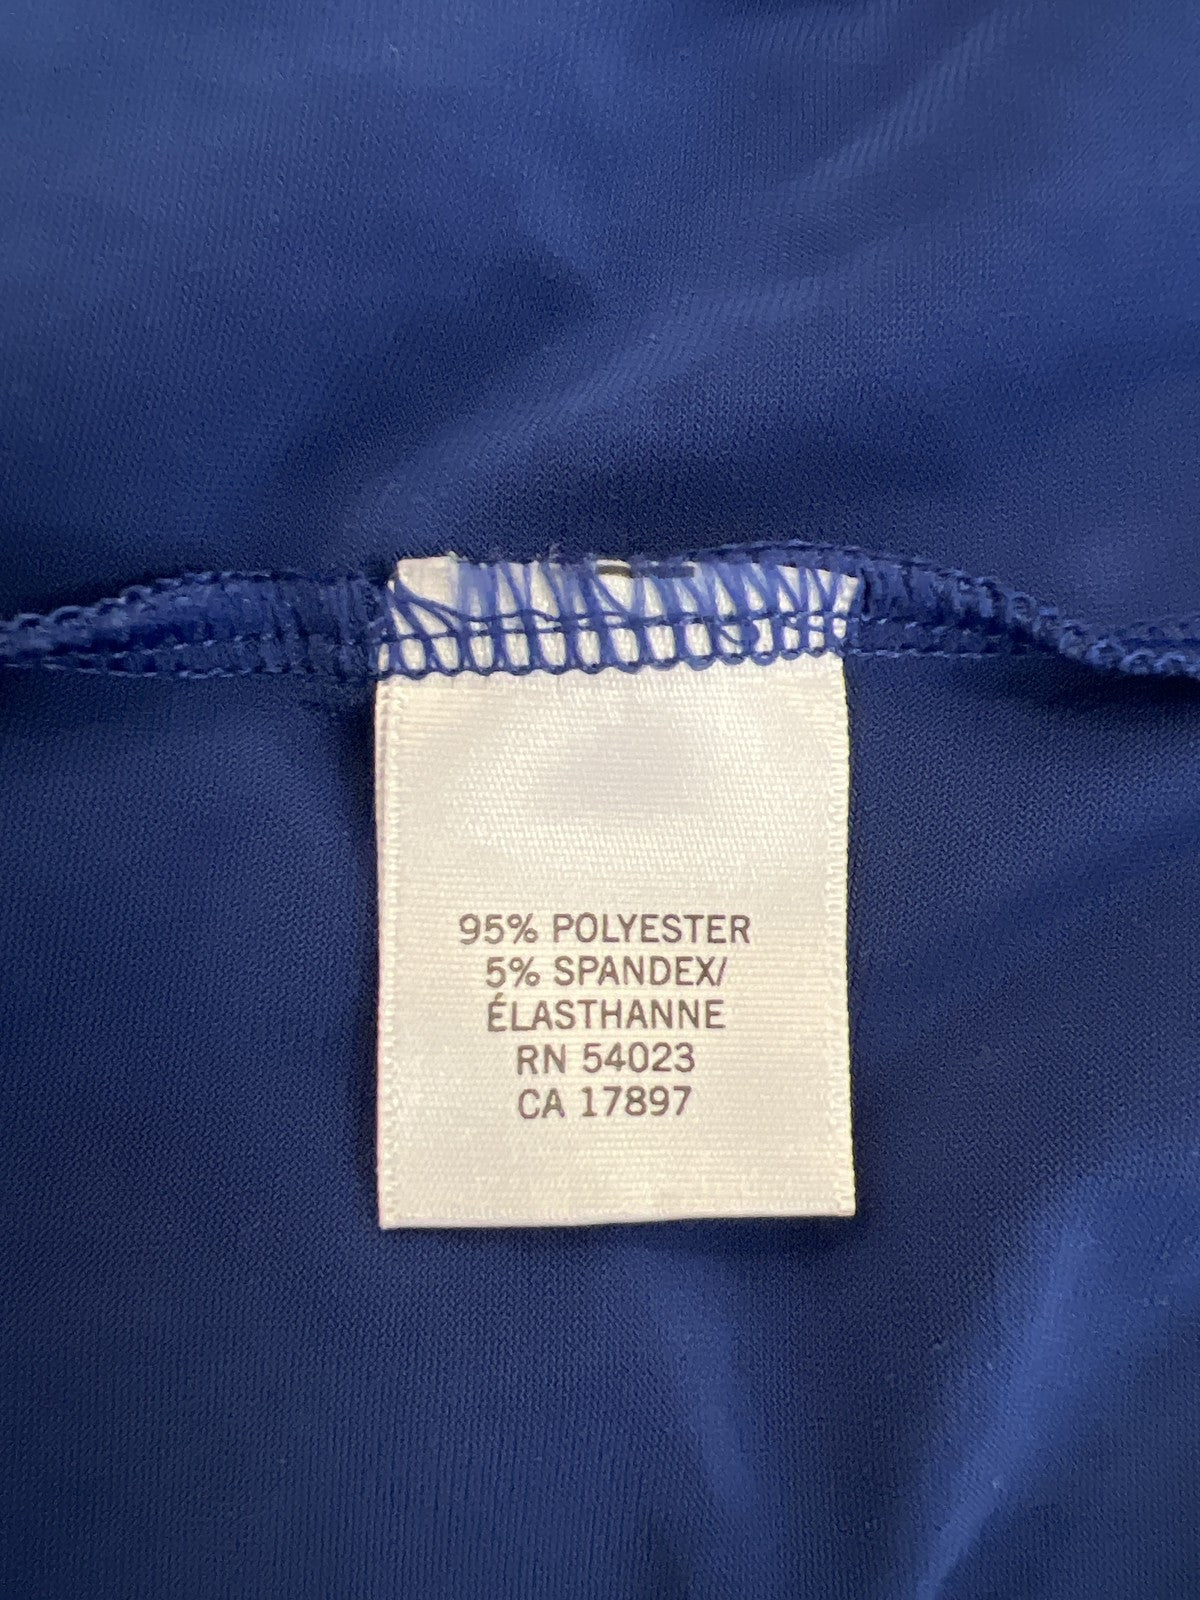 95% POLYESTER
5% SPANDEX/
ÉLASTHANNE
RN 54023
CA 17897